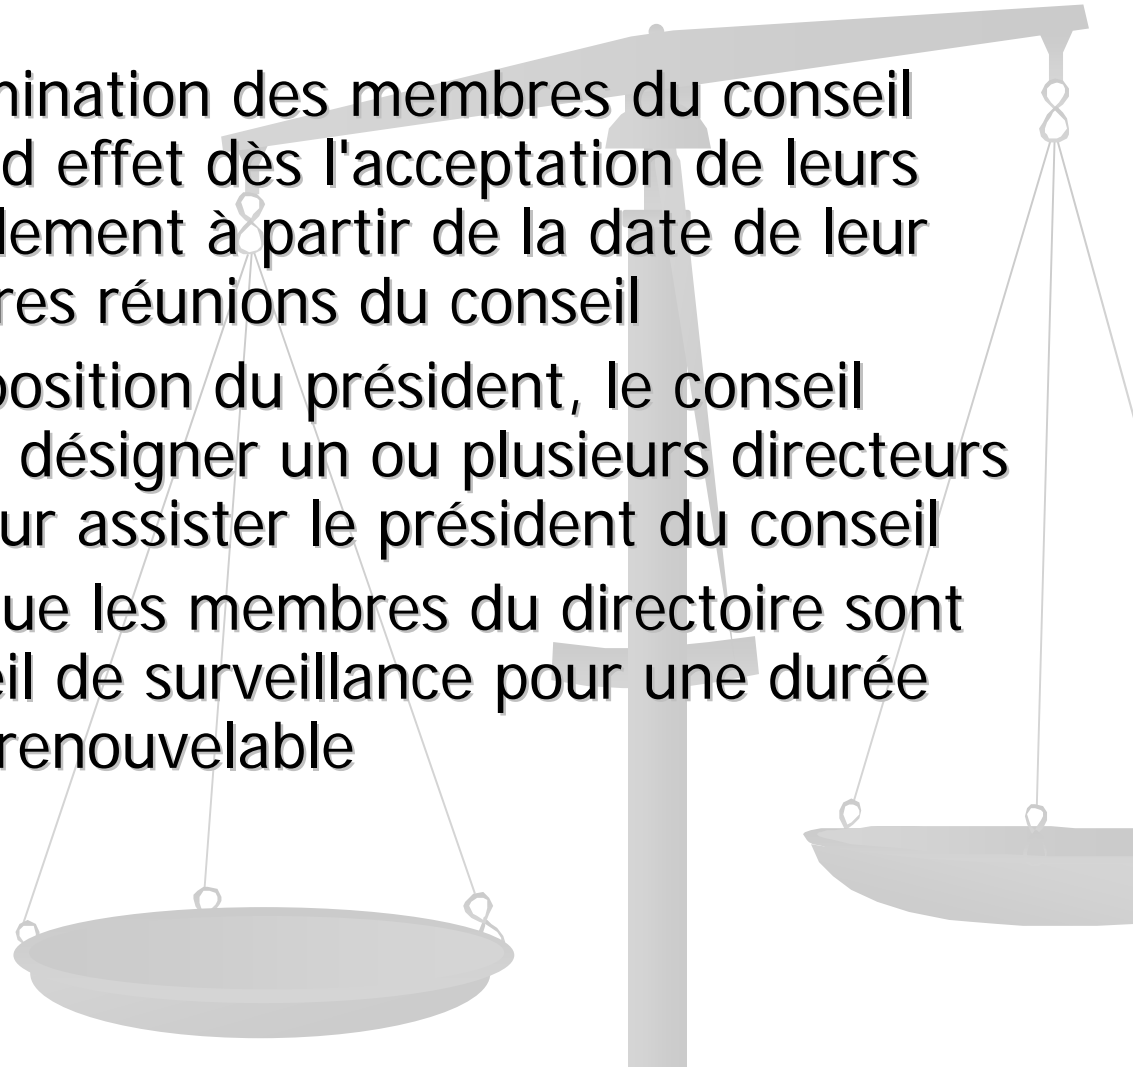 mination des membres du conseil
d effet dès l'acceptation de leurs
lement à partir de la date de leur
res réunions du conseil
position du président, le conseil
désigner un ou plusieurs directeurs
ur assister le président du conseil
ue les membres du directoire sont
il de surveillance pour une durée
renouvelable